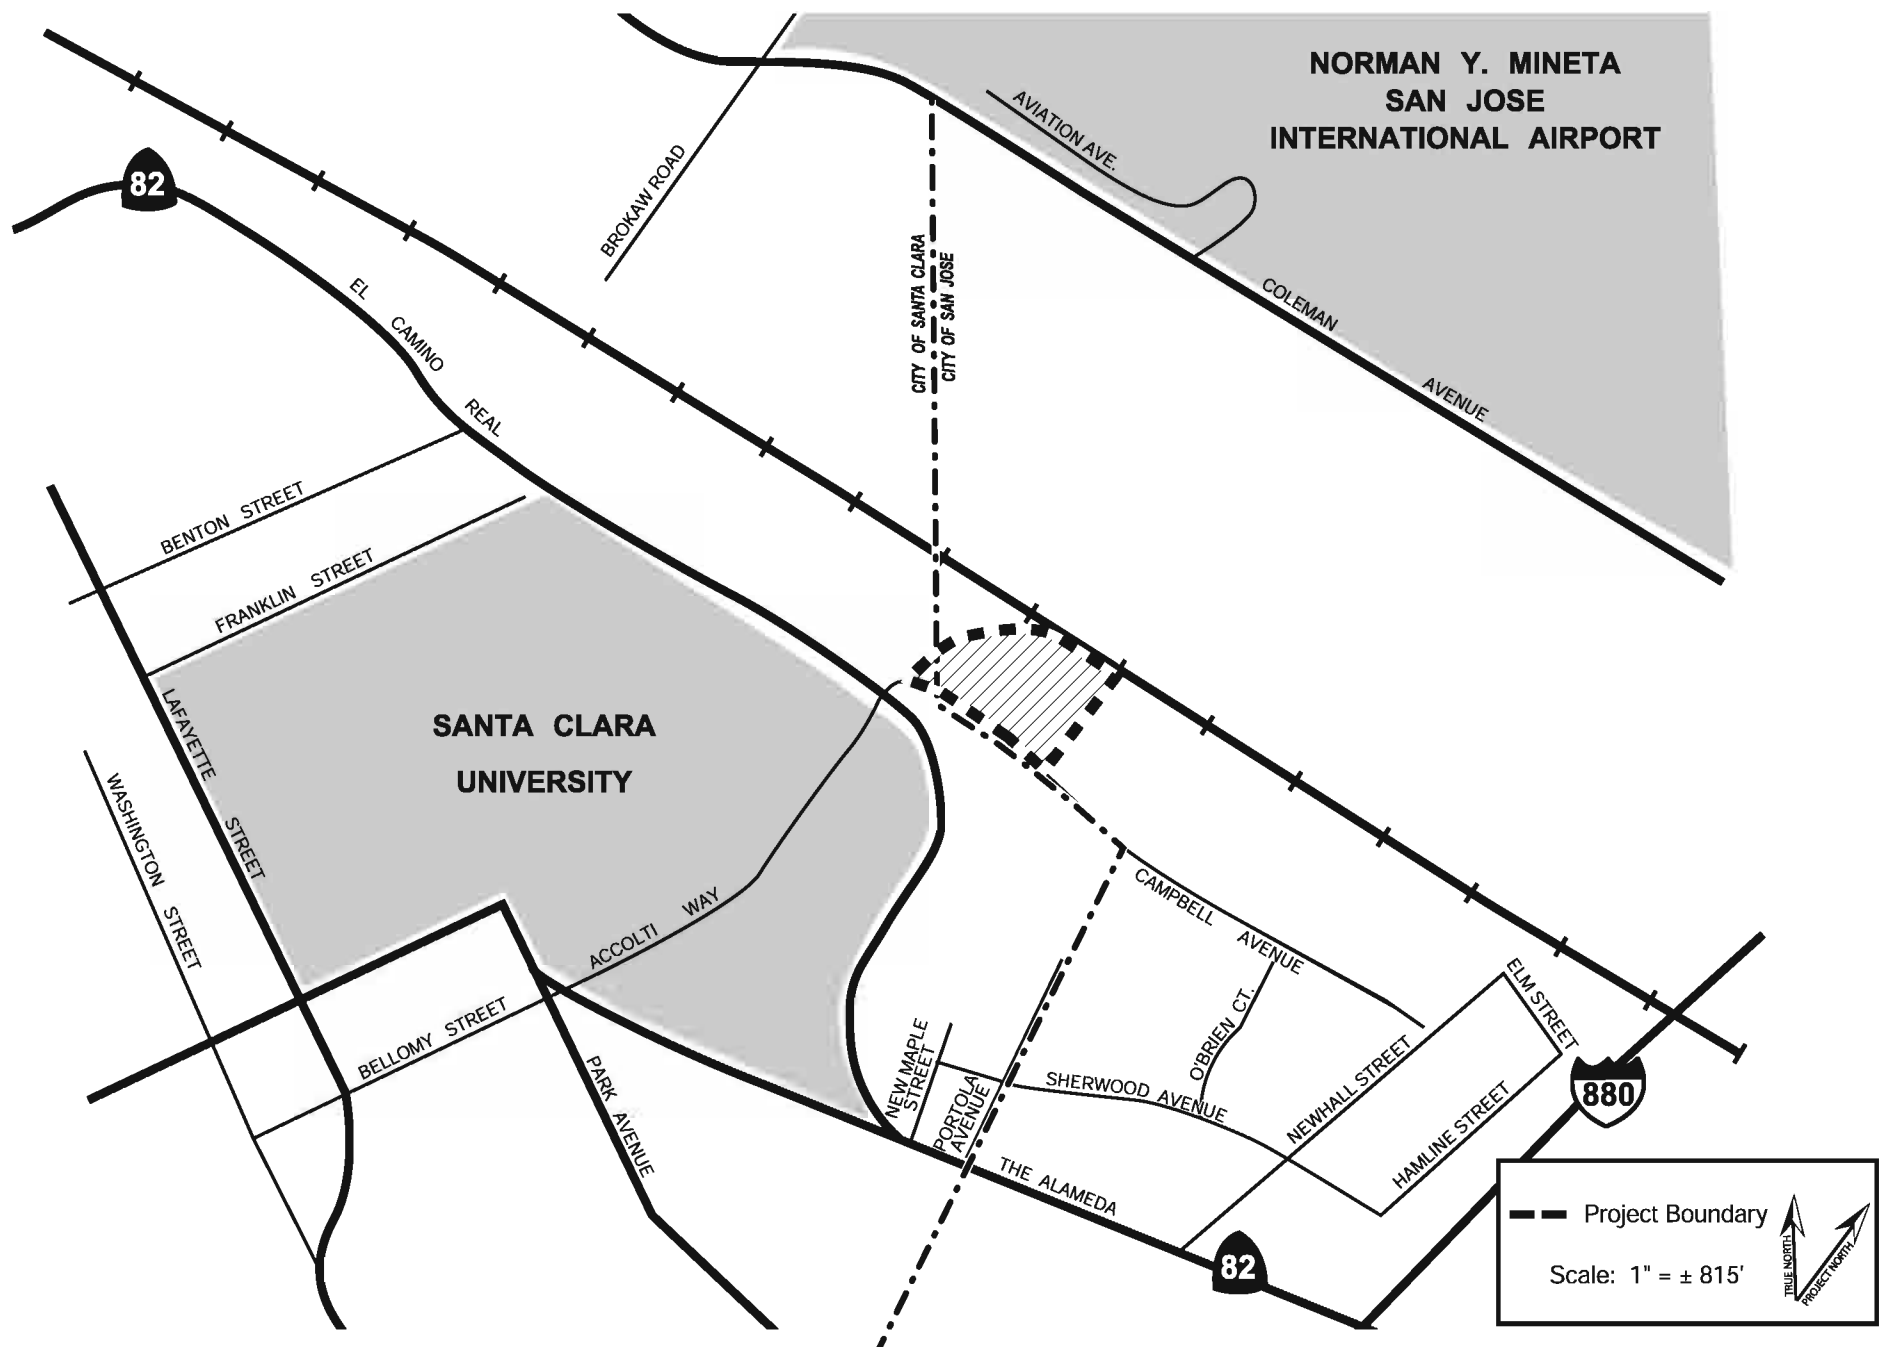 NORMAN Y. MINETA
SAN JOSE
INTERNATIONAL AIRPORT
AVIATION AVE.
BROKAW ROAD
82
CITY OF SANTA CLARA
CITY OF SAN JOSE
COLEMAN AVENUE
EL CAMINO REAL
BENTON STREET
FRANKLIN STREET
LAFAYETTE STREET
WASHINGTON STREET
SANTA CLARA
UNIVERSITY
ACCOLTI WAY
BELLOMY STREET
PARK AVENUE
CAMPBELL AVENUE
O'BRIEN CT.
ELM STREET
NEW MAPLE
STREET
PORTOLA
AVENUE
SHERWOOD AVENUE
NEWHALL STREET
HAMLINE STREET
880
THE ALAMEDA
82
Project Boundary
Scale: 1" = ± 815'
TRUE NORTH
PROJECT NORTH